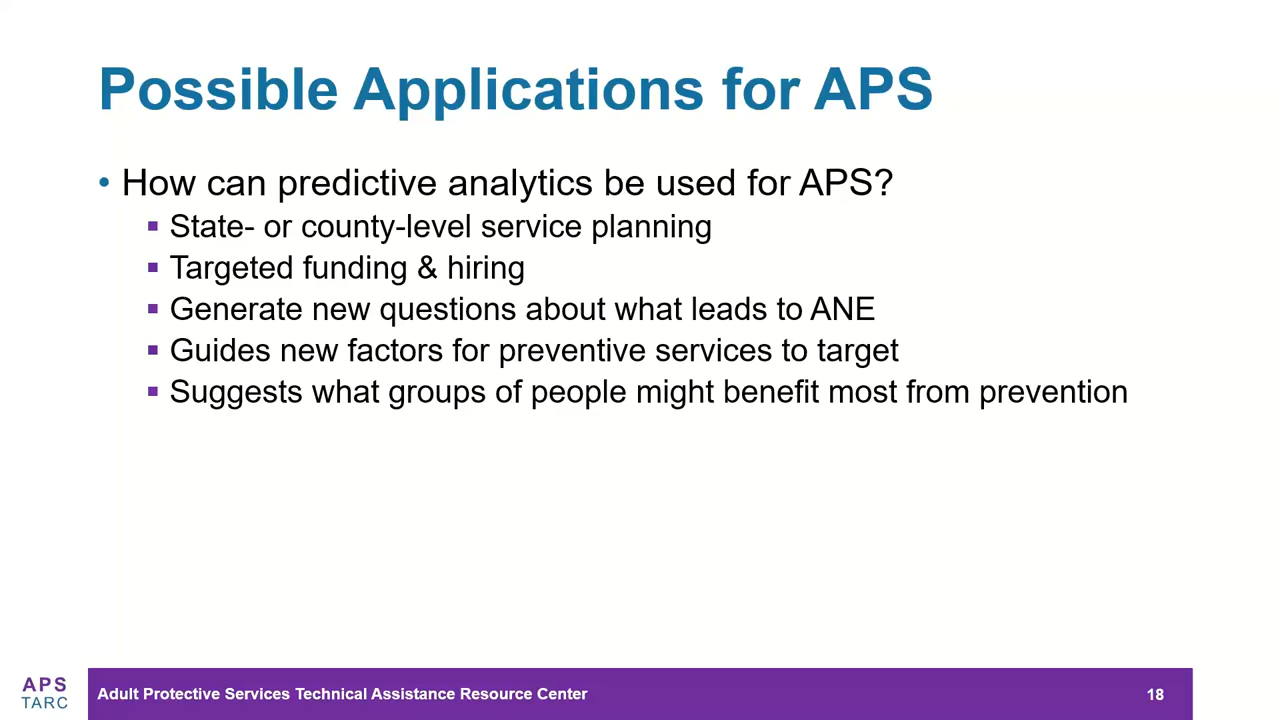 Possible Applications for APS
• How can predictive analytics be used for APS?
▪ State- or county-level service planning
▪ Targeted funding & hiring
▪ Generate new questions about what leads to ANE
▪ Guides new factors for preventive services to target
▪ Suggests what groups of people might benefit most from prevention
APS
TARC
Adult Protective Services Technical Assistance Resource Center
18